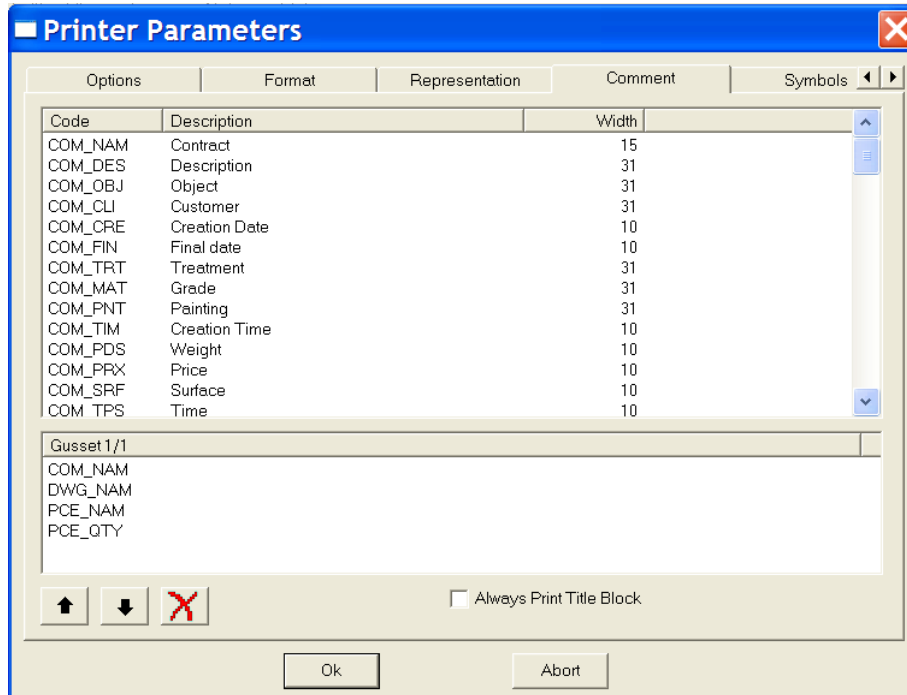 Printer Parameters
Options Format Representation Comment Symbols
Code Description Width
COM_NAM Contract 15
COM_DES Description 31
COM_OBJ Object 31
COM_CLI Customer 31
COM_CRE Creation Date 10
COM_FIN Final date 10
COM_TRT Treatment 31
COM_MAT Grade 31
COM_PNT Painting 31
COM_TIM Creation Time 10
COM_PDS Weight 10
COM_PRX Price 10
COM_SRF Surface 10
COM_TPS Time 10
Gusset 1/1
COM_NAM
DWG_NAM
PCE_NAM
PCE_QTY
Always Print Title Block
Ok Abort